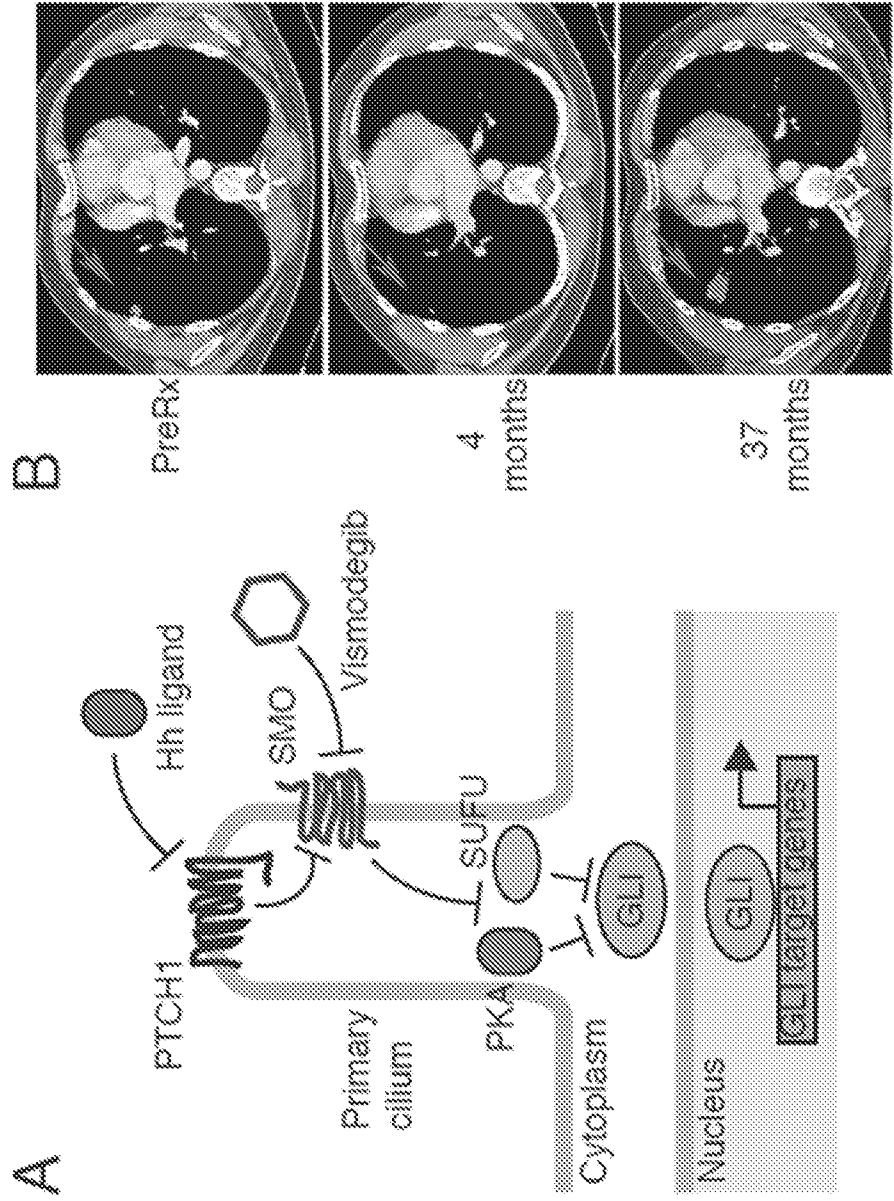 A
PTCH1
Hh ligand
SMO
Vismodegib
Primary
cilium
PKA
SUFU
GLI
Cytoplasm
Nucleus
GLI
GLI target genes
B
PreRx
4
months
37
months